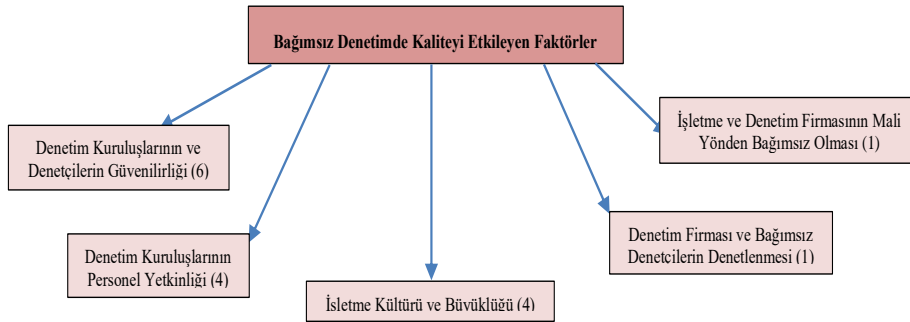 Bağımsız Denetimde Kaliteyi Etkileyen Faktörler
İşletme ve Denetim Firmasının Mali
Yönden Bağımsız Olması (1)
Denetim Kuruluşlarının ve
Denetçilerin Güvenilirliği (6)
Denetim Firması ve Bağımsız
Denetçilerin Denetlenmesi (1)
Denetim Kuruluşlarının
Personel Yetkinliği (4)
İşletme Kültürü ve Büyüklüğü (4)